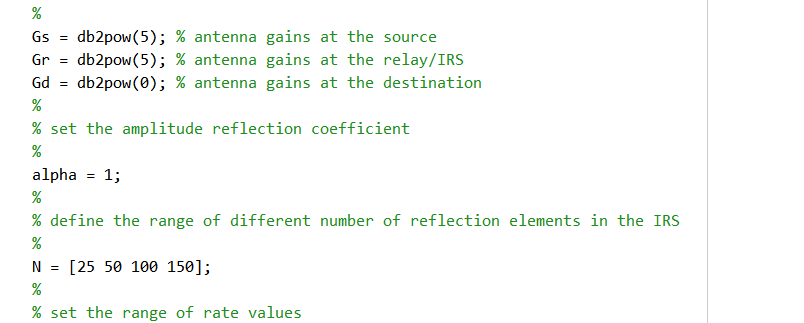 %
Gs = db2pow(5); % antenna gains at the source
Gr = db2pow(5); % antenna gains at the relay/IRS
Gd = db2pow(0); % antenna gains at the destination
%
% set the amplitude reflection coefficient
%
alpha = 1;
%
% define the range of different number of reflection elements in the IRS
%
N = [25 50 100 150];
%
% set the range of rate values